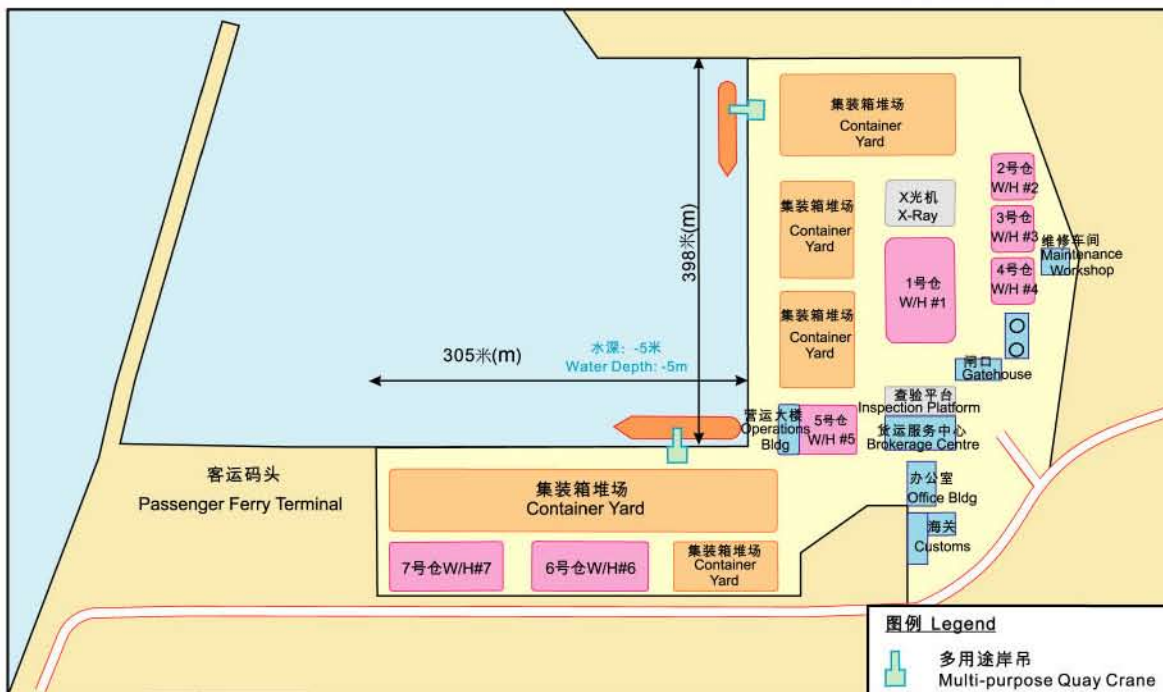 集装箱堆场
Container
Yard
2号仓
W/H #2
X光机
X-Ray
集装箱堆场
Container
Yard
3号仓
W/H #3
维修车间
Maintenance
Workshop
398米(m)
4号仓
W/H #4
1号仓
W/H #1
集装箱堆场
Container
Yard
305米(m)
水深: -5米
Water Depth: -5m
闸口
Gatehouse
查验平台
Inspection Platform
营运大楼
Operations
Bldg
5号仓
W/H #5
货运服务中心
Brokerage Centre
客运码头
Passenger Ferry Terminal
集装箱堆场
Container Yard
办公室
Office Bldg
海关
Customs
7号仓W/H#7
6号仓W/H#6
集装箱堆场
Container
Yard
图例 Legend
多用途岸吊
Multi-purpose Quay Crane